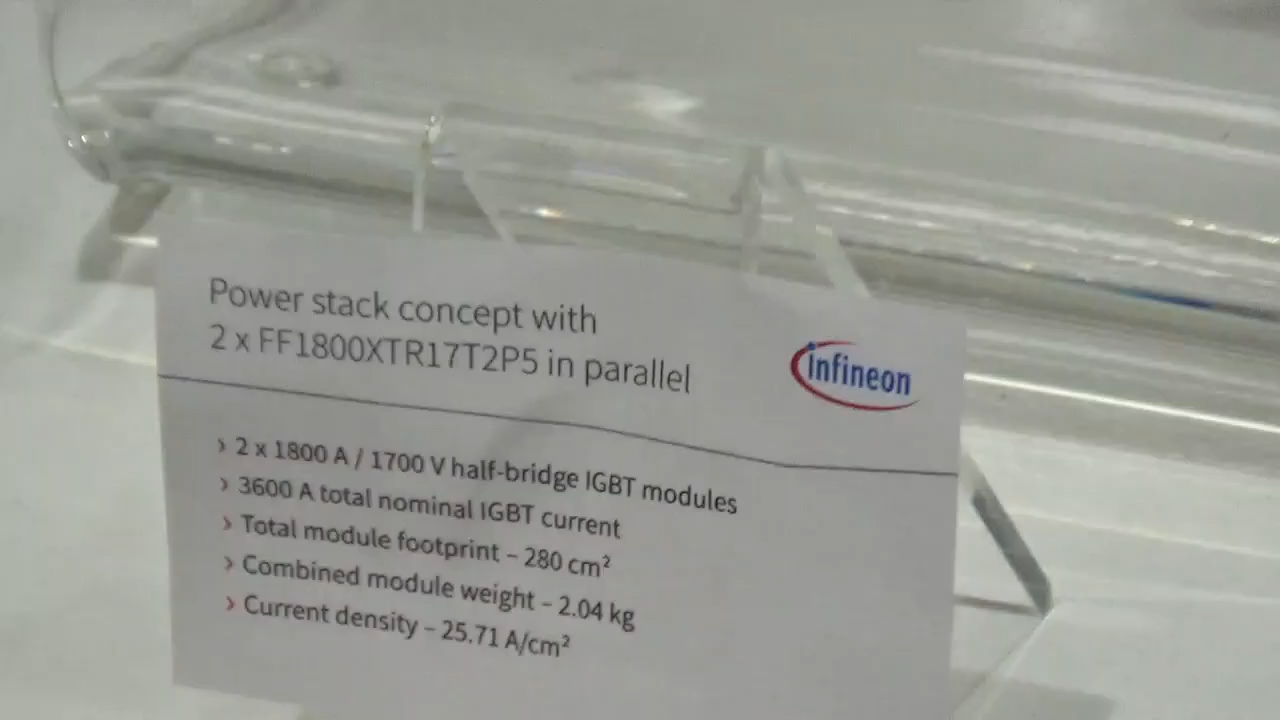 Power stack concept with
2 x FF1800XTR17T2P5 in parallel
infineon
› 2 x 1800 A / 1700 V half-bridge IGBT modules
› 3600 A total nominal IGBT current
› Total module footprint – 280 cm²
› Combined module weight – 2.04 kg
› Current density – 25.71 A/cm²